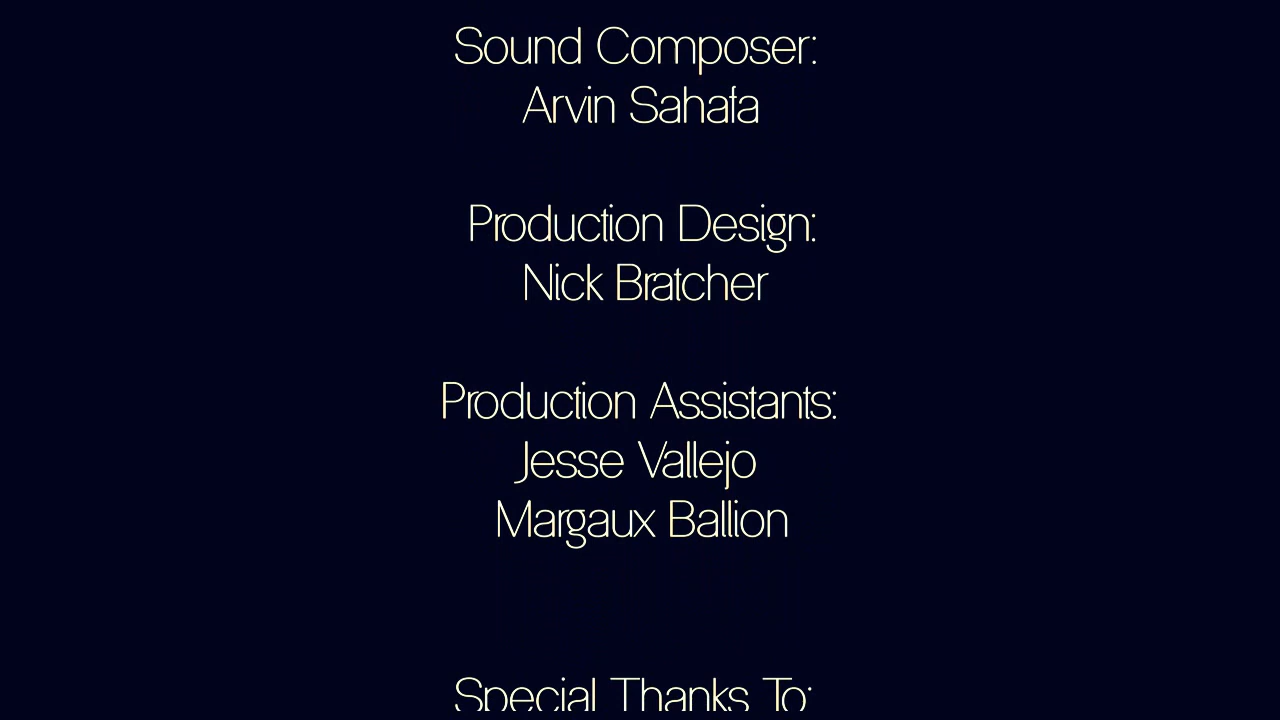 Sound Composer:
Arvin Sahafa
Production Design:
Nick Bratcher
Production Assistants:
Jesse Vallejo
Margaux Ballion
Special Thanks To: